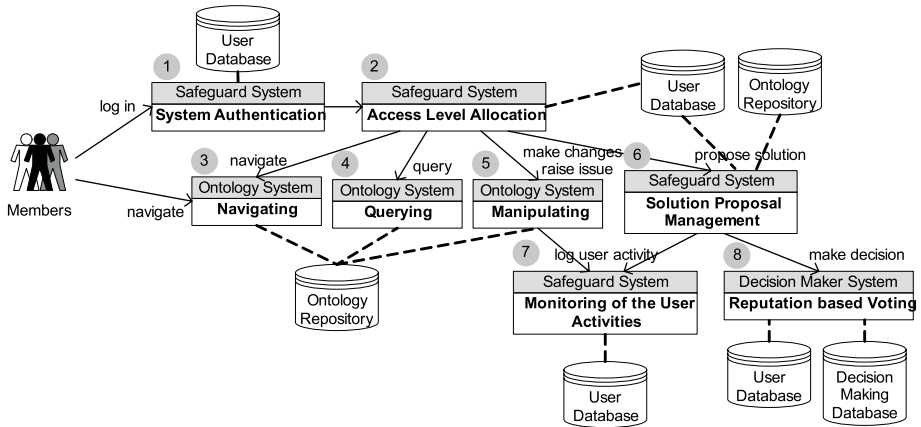 User
Database
1
2
Safeguard System
System Authentication
Safeguard System
Access Level Allocation
User
Database
Ontology
Repository
log in
Members
navigate
3
navigate
Ontology System
Navigating
4
query
Ontology System
Querying
5
make changes
raise issue
Ontology System
Manipulating
6
propose solution
Safeguard System
Solution Proposal
Management
Ontology
Repository
7
log user activity
Safeguard System
Monitoring of the User
Activities
8
make decision
Decision Maker System
Reputation based Voting
User
Database
User
Database
Decision
Making
Database